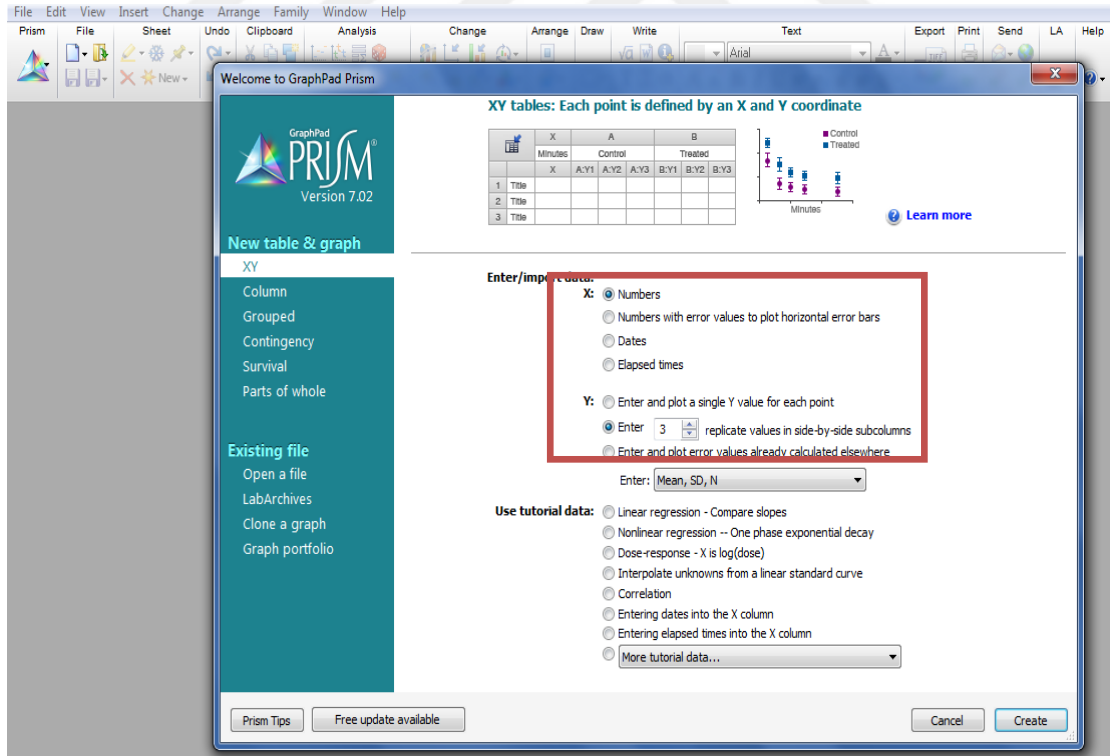 File Edit View Insert Change Arrange Family Window Help
Prism File Sheet Undo Clipboard Analysis Change Arrange Draw Write Text Export Print Send LA Help
New
Arial
Welcome to GraphPad Prism
GraphPad
PRISM®
Version 7.02
New table & graph
XY
Column
Grouped
Contingency
Survival
Parts of whole
Existing file
Open a file
LabArchives
Clone a graph
Graph portfolio
XY tables: Each point is defined by an X and Y coordinate
X A B
Minutes Control Treated
X A:Y1 A:Y2 A:Y3 B:Y1 B:Y2 B:Y3
1 Title
2 Title
3 Title
Control
Treated
Minutes
Learn more
Enter/import data:
X: Numbers
Numbers with error values to plot horizontal error bars
Dates
Elapsed times
Y: Enter and plot a single Y value for each point
Enter 3 replicate values in side-by-side subcolumns
Enter and plot error values already calculated elsewhere
Enter: Mean, SD, N
Use tutorial data: Linear regression - Compare slopes
Nonlinear regression -- One phase exponential decay
Dose-response - X is log(dose)
Interpolate unknowns from a linear standard curve
Correlation
Entering dates into the X column
Entering elapsed times into the X column
More tutorial data...
Prism Tips Free update available Cancel Create